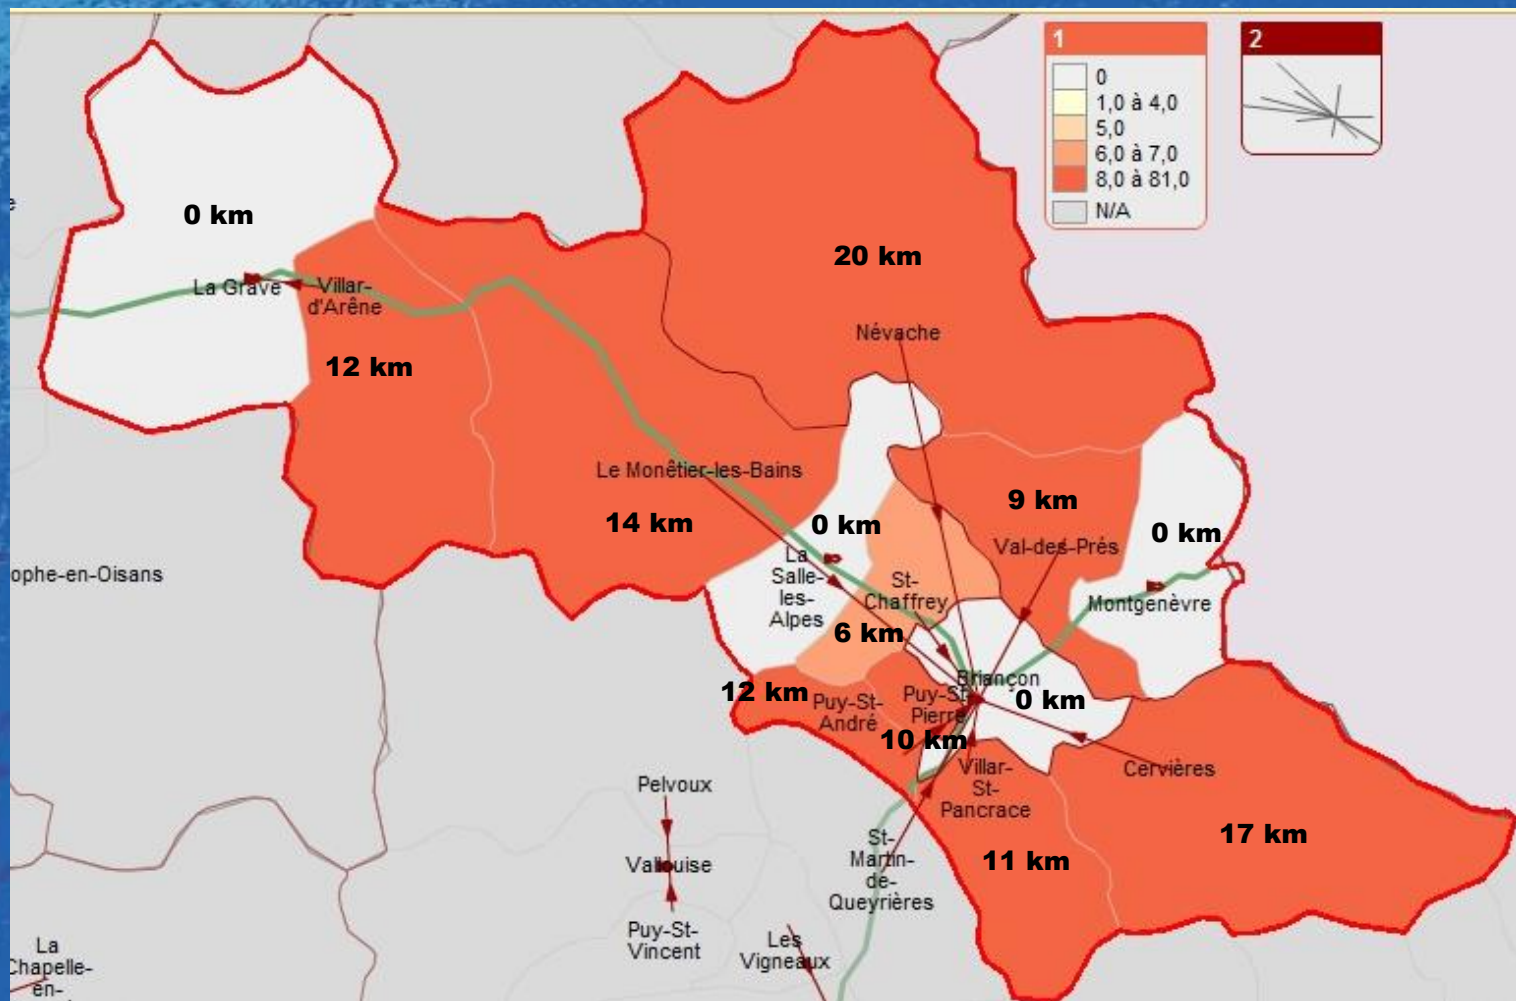 1
0
1,0 à 4,0
5,0
6,0 à 7,0
8,0 à 81,0
N/A
2
e
0 km
20 km
La Grave
Villar-
d'Arêne
12 km
Névache
Le Monêtier-les-Bains
14 km
0 km
9 km
0 km
La
Salle-
les-
Alpes
St-
Chaffrey
Val-des-Prés
Montgenèvre
ophe-en-Oisans
6 km
12 km
Puy-St-
André
Puy-St-
Pierre
Briançon
0 km
10 km
Villar-
St-
Pancrace
Cervières
Pelvoux
Vallouise
Puy-St-
Vincent
St-
Martin-
de-
Queyrières
11 km
17 km
Les
Vigneaux
La
Chapelle-
en-